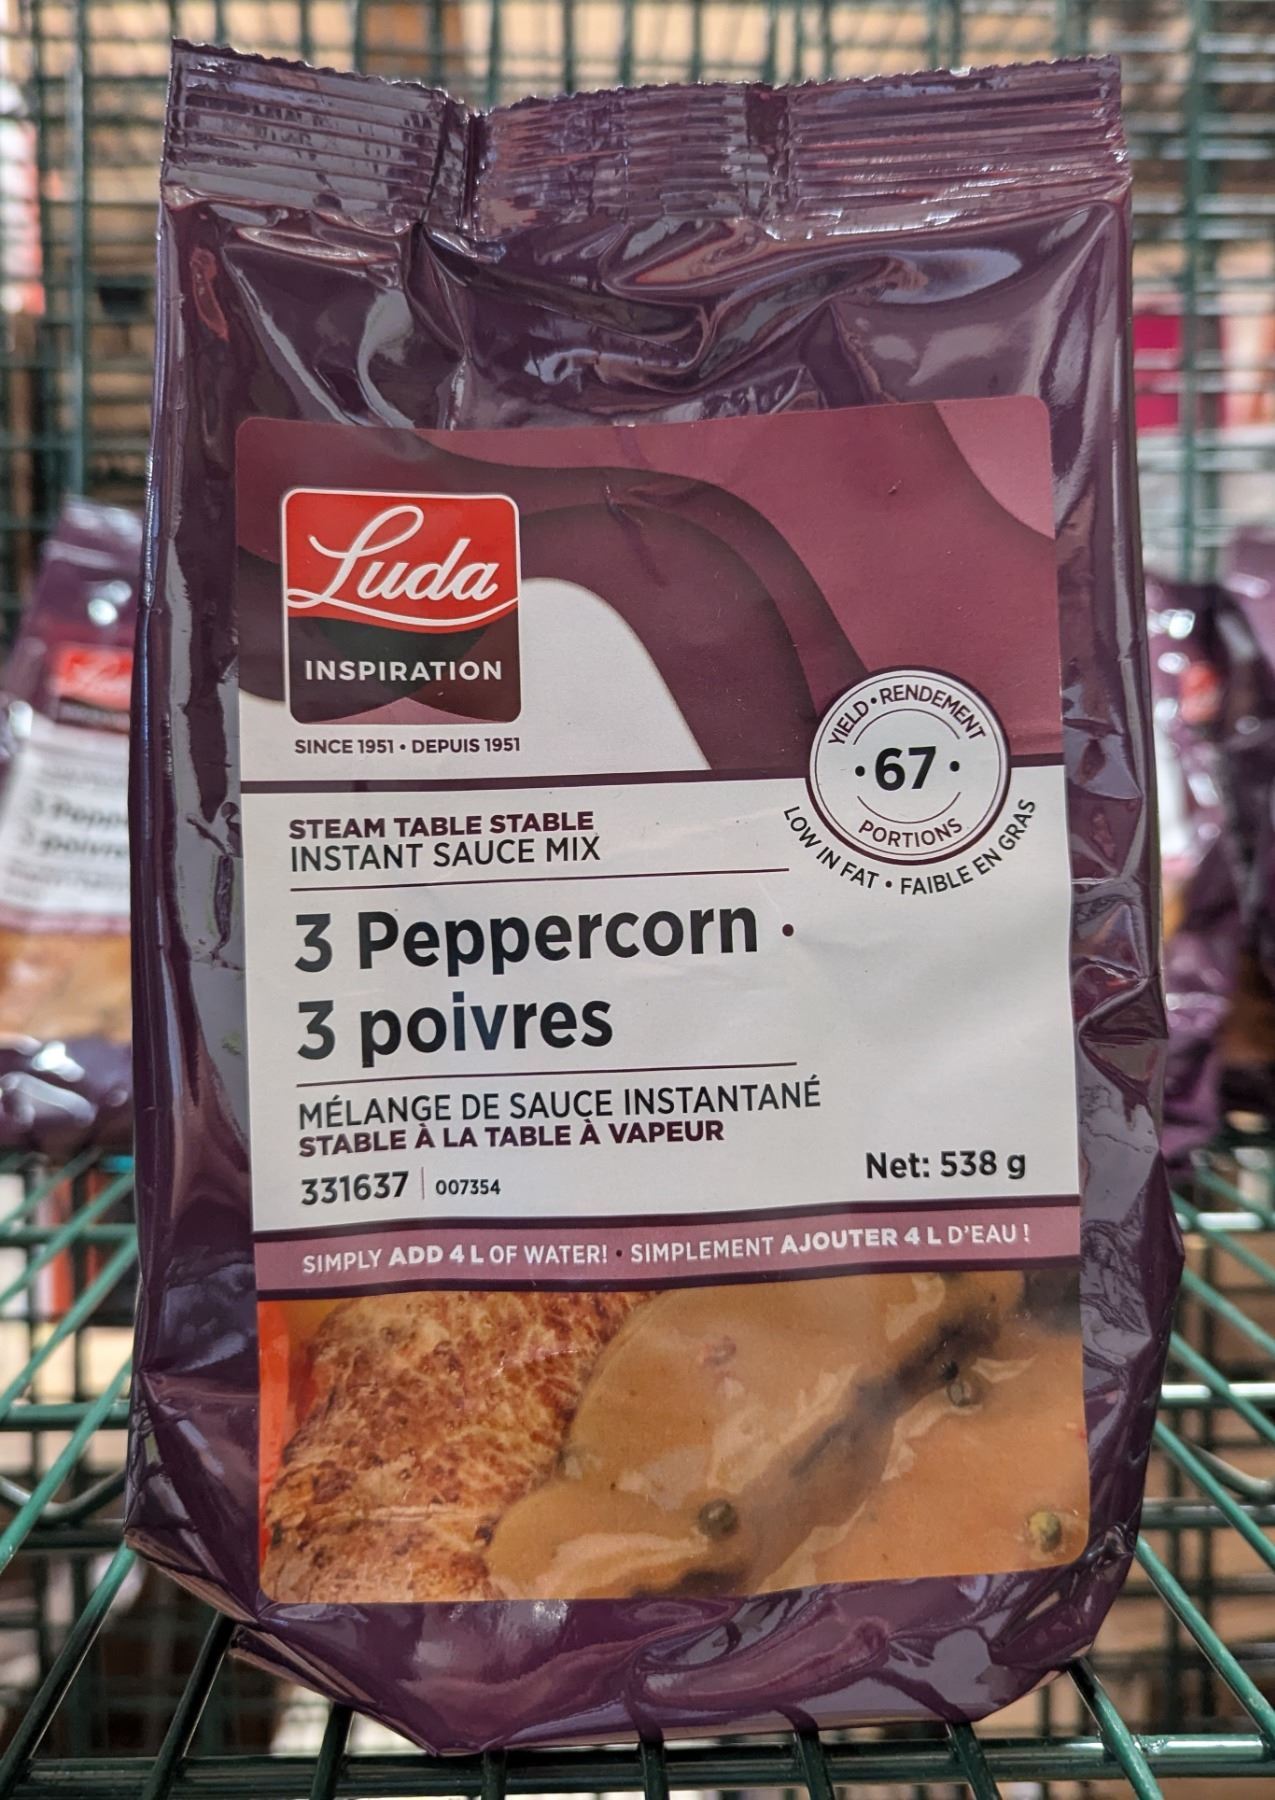 Luda
INSPIRATION
SINCE 1951 • DEPUIS 1951
YIELD • RENDEMENT
• 67 •
PORTIONS
LOW IN FAT • FAIBLE EN GRAS
STEAM TABLE STABLE
INSTANT SAUCE MIX
3 Peppercorn •
3 poivres
MÉLANGE DE SAUCE INSTANTANÉ
STABLE À LA TABLE À VAPEUR
331637 | 007354
Net: 538 g
SIMPLY ADD 4 L OF WATER! • SIMPLEMENT AJOUTER 4 L D'EAU !